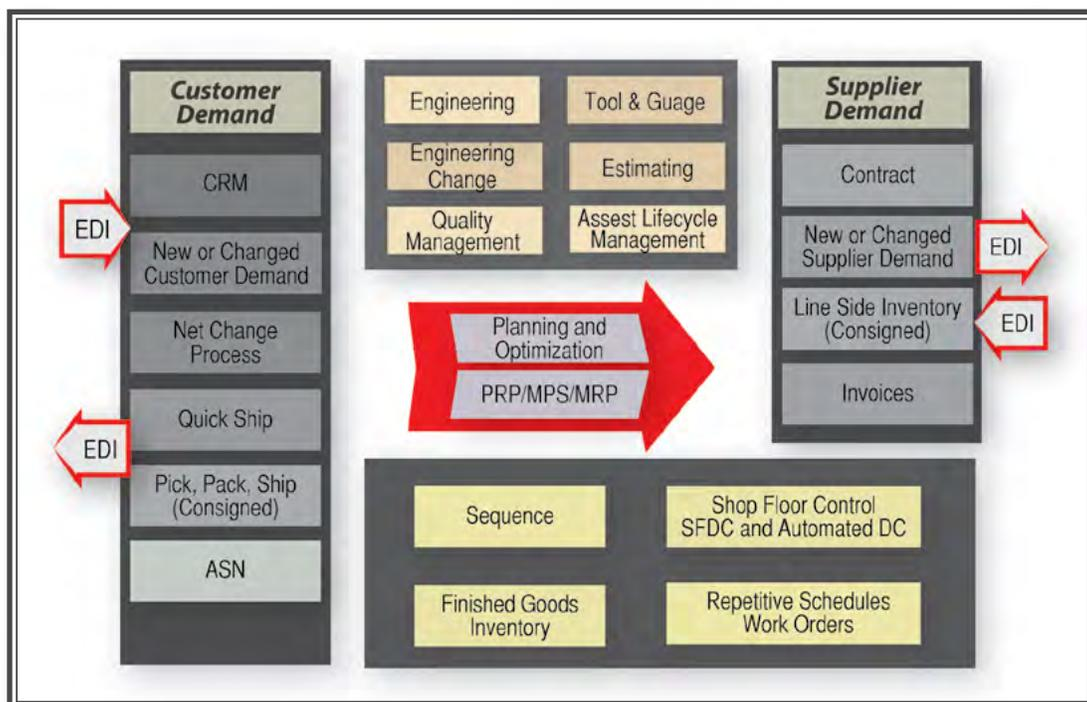 Customer
Demand
CRM
EDI
New or Changed
Customer Demand
Net Change
Process
Quick Ship
EDI
Pick, Pack, Ship
(Consigned)
ASN
Engineering
Tool & Guage
Engineering
Change
Estimating
Quality
Management
Assest Lifecycle
Management
Planning and
Optimization
PRP/MPS/MRP
Sequence
Shop Floor Control
SFDC and Automated DC
Finished Goods
Inventory
Repetitive Schedules
Work Orders
Supplier
Demand
Contract
New or Changed
Supplier Demand
EDI
Line Side Inventory
(Consigned)
EDI
Invoices